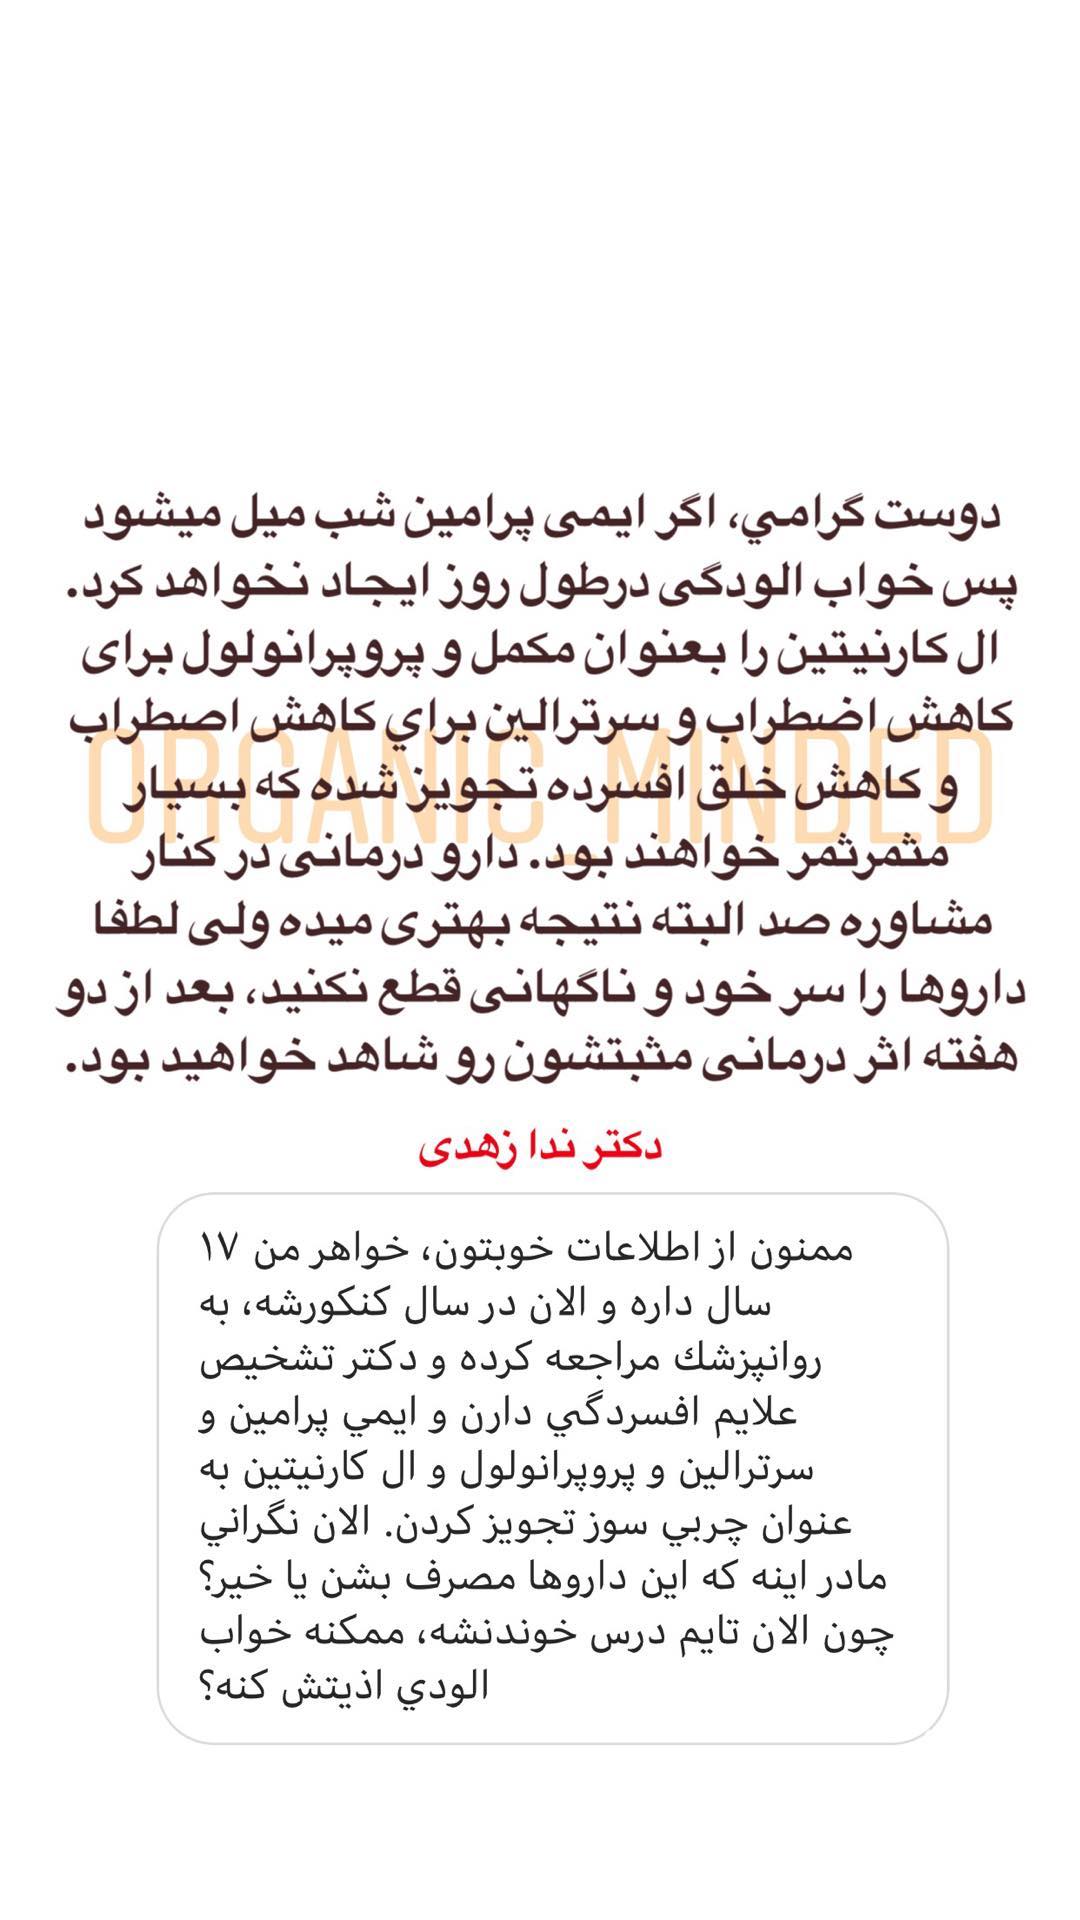 دوست گرامي، اگر ایمی پرامین شب میل میشود
پس خواب الودگی درطول روز ایجاد نخواهد کرد.
ال کارنیتین را بعنوان مکمل و پروپرانولول برای
کاهش اضطراب و سرترالین براي کاهش اصطراب
و کاهش خلق افسرده تجویز شده که بسیار
ORGANIC_MINDED
مثمرثمر خواهند بود. دارو درمانی در کنار
مشاوره صد البته نتیجه بهتری میده ولی لطفا
داروها را سر خود و ناگهانی قطع نکنید، بعد از دو
هفته اثر درمانی مثبتشون رو شاهد خواهید بود.
دکتر ندا زهدی
ممنون از اطلاعات خوبتون، خواهر من ۱۷
سال داره و الان در سال کنکورشه، به
روانپزشك مراجعه کرده و دکتر تشخیص
علایم افسردگي دارن و ایمي پرامین و
سرترالین و پروپرانولول و ال کارنیتین به
عنوان چربي سوز تجویز کردن. الان نگراني
مادر اینه که این داروها مصرف بشن یا خیر؟
چون الان تایم درس خوندنشه، ممکنه خواب
الودي اذیتش کنه؟